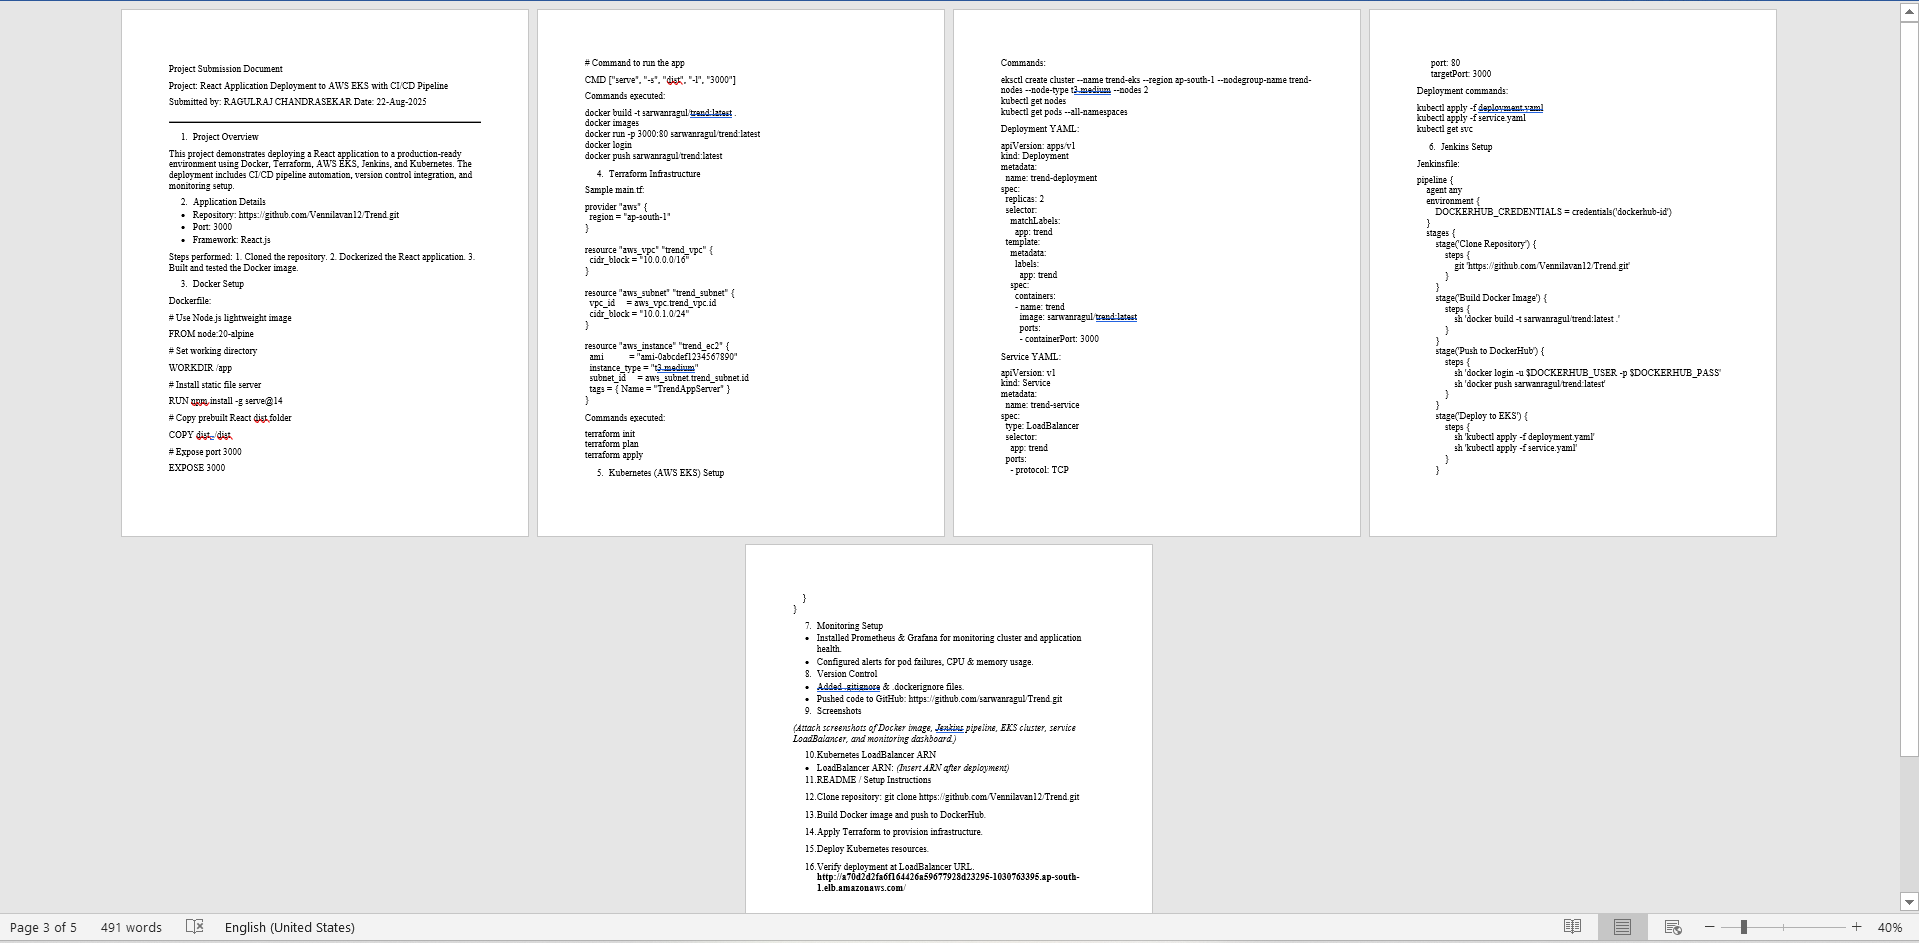 Project Submission Document
Project: React Application Deployment to AWS EKS with CI/CD Pipeline
Submitted by: RAGULRAJ CHANDRASEKAR Date: 22-Aug-2025
1. Project Overview
This project demonstrates deploying a React application to a production-ready
environment using Docker, Terraform, AWS EKS, Jenkins, and Kubernetes. The
deployment includes CI/CD pipeline automation, version control integration, and
monitoring setup.
2. Application Details
• Repository: https://github.com/Vennilavan12/Trend.git
• Port: 3000
• Framework: React.js
Steps performed: 1. Cloned the repository. 2. Dockerized the React application. 3.
Built and tested the Docker image.
3. Docker Setup
Dockerfile:
# Use Node.js lightweight image
FROM node:20-alpine
# Set working directory
WORKDIR /app
# Install static file server
RUN npm install -g serve@14
# Copy prebuilt React dist folder
COPY dist ./dist
# Expose port 3000
EXPOSE 3000
# Command to run the app
CMD ["serve", "-s", "dist", "-l", "3000"]
Commands executed:
docker build -t sarwanragul/trend:latest .
docker images
docker run -p 3000:80 sarwanragul/trend:latest
docker login
docker push sarwanragul/trend:latest
4. Terraform Infrastructure
Sample main.tf:
provider "aws" {
region = "ap-south-1"
}
resource "aws_vpc" "trend_vpc" {
cidr_block = "10.0.0.0/16"
}
resource "aws_subnet" "trend_subnet" {
vpc_id = aws_vpc.trend_vpc.id
cidr_block = "10.0.1.0/24"
}
resource "aws_instance" "trend_ec2" {
ami = "ami-0abcdef1234567890"
instance_type = "t3.medium"
subnet_id = aws_subnet.trend_subnet.id
tags = { Name = "TrendAppServer" }
}
Commands executed:
terraform init
terraform plan
terraform apply
5. Kubernetes (AWS EKS) Setup
Commands:
eksctl create cluster --name trend-eks --region ap-south-1 --nodegroup-name trend-
nodes --node-type t3.medium --nodes 2
kubectl get nodes
kubectl get pods --all-namespaces
Deployment YAML:
apiVersion: apps/v1
kind: Deployment
metadata:
name: trend-deployment
spec:
replicas: 2
selector:
matchLabels:
app: trend
template:
metadata:
labels:
app: trend
spec:
containers:
- name: trend
image: sarwanragul/trend:latest
ports:
- containerPort: 3000
Service YAML:
apiVersion: v1
kind: Service
metadata:
name: trend-service
spec:
type: LoadBalancer
selector:
app: trend
ports:
- protocol: TCP
port: 80
targetPort: 3000
Deployment commands:
kubectl apply -f deployment.yaml
kubectl apply -f service.yaml
kubectl get svc
6. Jenkins Setup
Jenkinsfile:
pipeline {
agent any
environment {
DOCKERHUB_CREDENTIALS = credentials('dockerhub-id')
}
stages {
stage('Clone Repository') {
steps {
git 'https://github.com/Vennilavan12/Trend.git'
}
}
stage('Build Docker Image') {
steps {
sh 'docker build -t sarwanragul/trend:latest .'
}
}
stage('Push to DockerHub') {
steps {
sh 'docker login -u $DOCKERHUB_USER -p $DOCKERHUB_PASS'
sh 'docker push sarwanragul/trend:latest'
}
}
stage('Deploy to EKS') {
steps {
sh 'kubectl apply -f deployment.yaml'
sh 'kubectl apply -f service.yaml'
}
}
}
}
7. Monitoring Setup
• Installed Prometheus & Grafana for monitoring cluster and application
health.
• Configured alerts for pod failures, CPU & memory usage.
8. Version Control
• Added .gitignore & .dockerignore files.
• Pushed code to GitHub: https://github.com/sarwanragul/Trend.git
9. Screenshots
(Attach screenshots of Docker image, Jenkins pipeline, EKS cluster, service
LoadBalancer, and monitoring dashboard.)
10.Kubernetes LoadBalancer ARN
• LoadBalancer ARN: (Insert ARN after deployment)
11.README / Setup Instructions
12.Clone repository: git clone https://github.com/Vennilavan12/Trend.git
13.Build Docker image and push to DockerHub.
14.Apply Terraform to provision infrastructure.
15.Deploy Kubernetes resources.
16.Verify deployment at LoadBalancer URL.
http://a70d2d2fa6f164426a59677928d23295-1030763395.ap-south-
1.elb.amazonaws.com/
Page 3 of 5 491 words English (United States) 40%